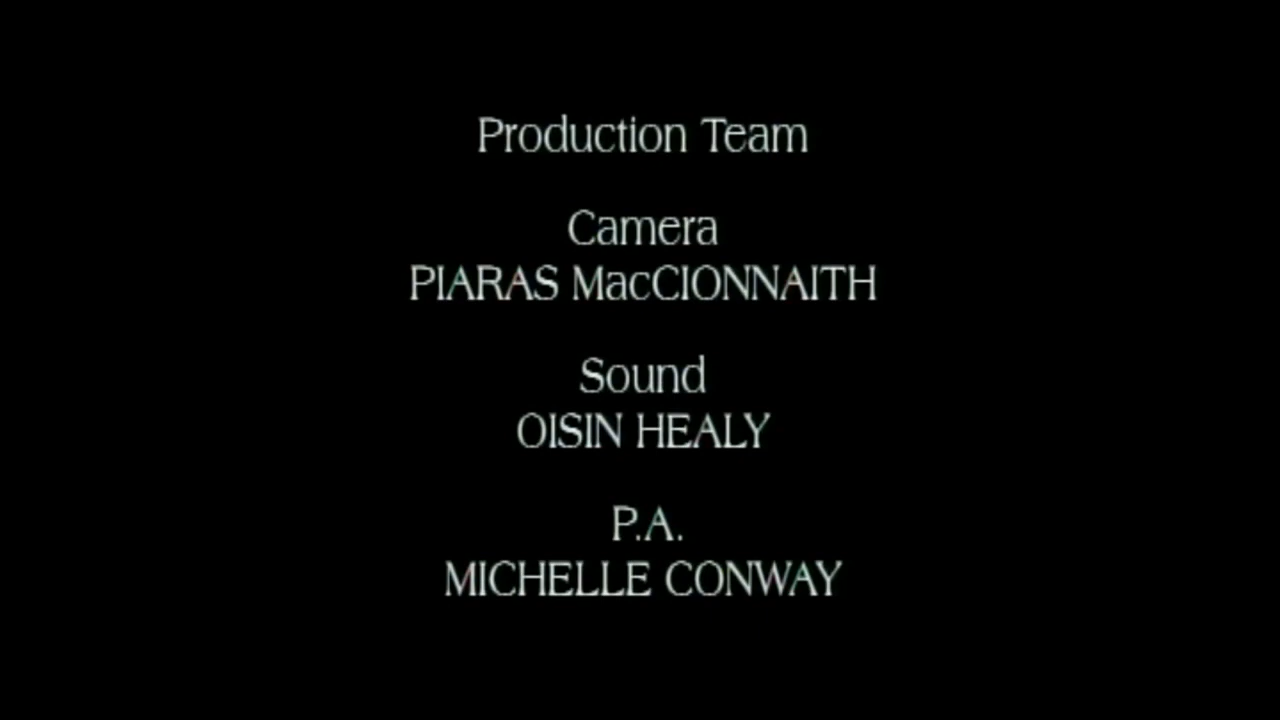 Production Team
Camera
PIARAS MacCIONNAITH
Sound
OISIN HEALY
P.A.
MICHELLE CONWAY